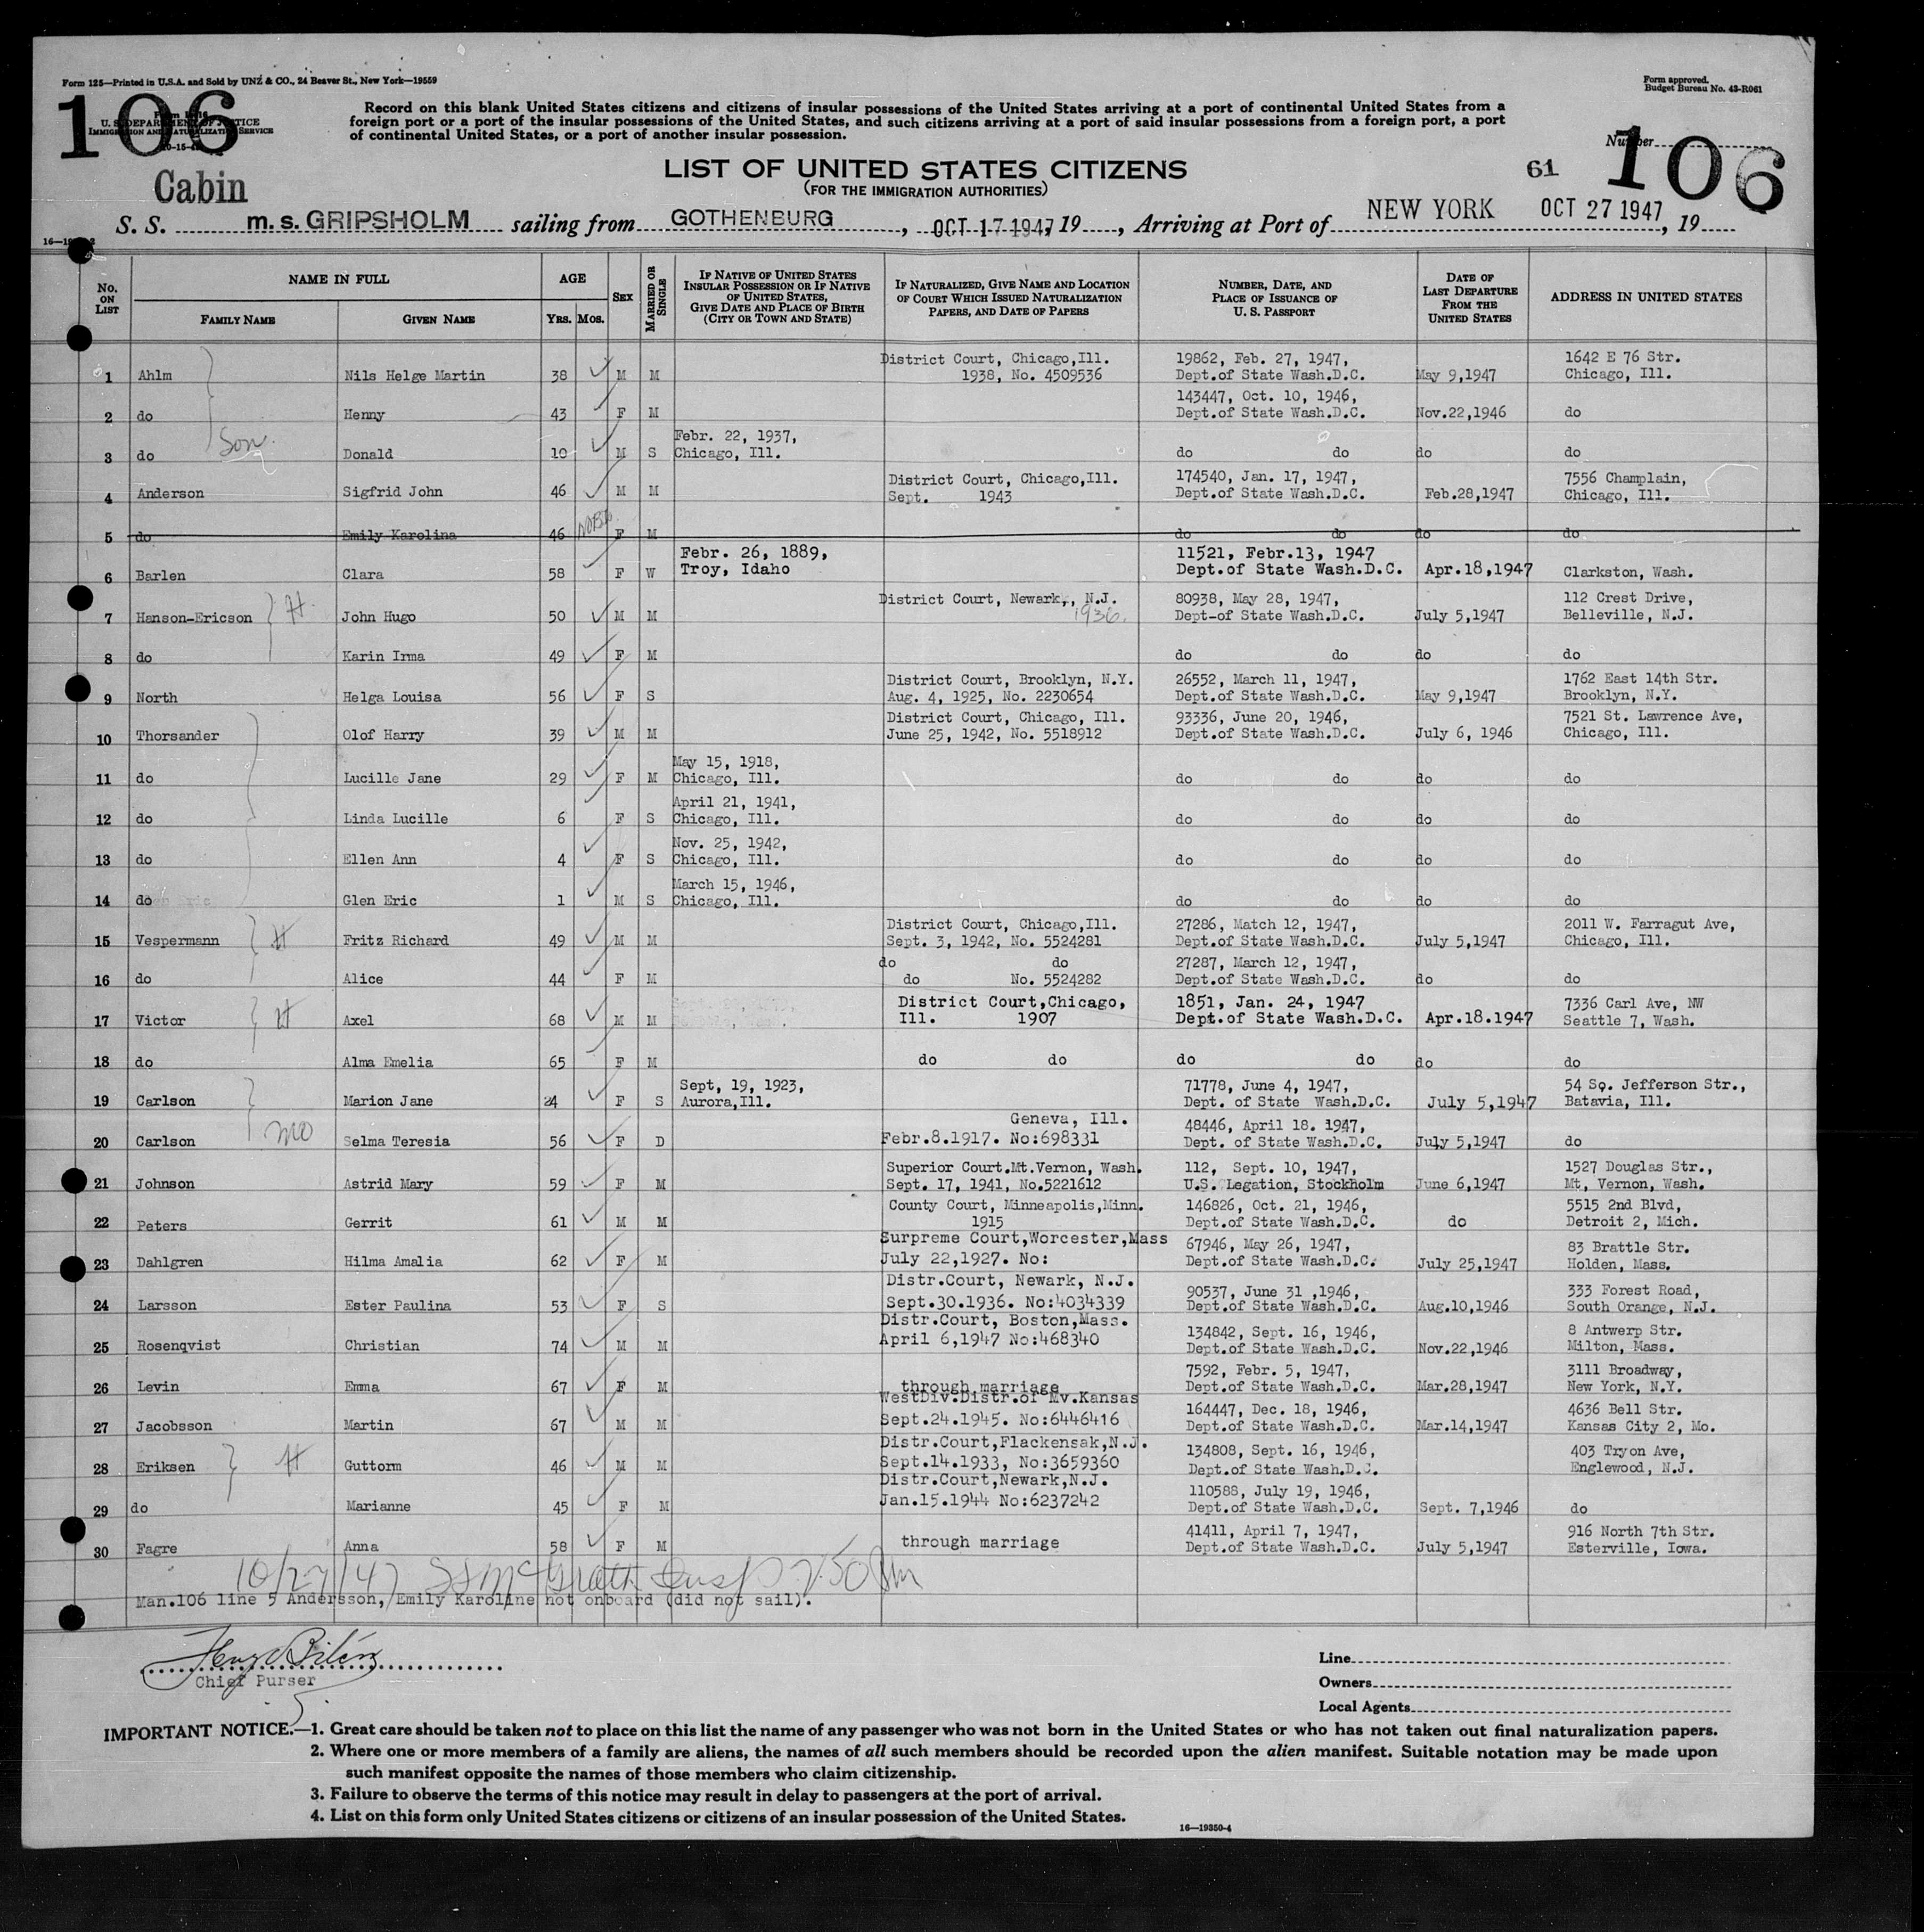 Form 125—Printed in U.S.A. and Sold by UNZ & CO., 24 Beaver St., New York—19559
Form approved.
Budget Bureau No. 43-R061
106
U. S. DEPARTMENT OF JUSTICE
IMMIGRATION AND NATURALIZATION SERVICE
Record on this blank United States citizens and citizens of insular possessions of the United States arriving at a port of continental United States from a
foreign port or a port of the insular possessions of the United States, and such citizens arriving at a port of said insular possessions from a foreign port, a port
of continental United States, or a port of another insular possession.
Number
106
61
LIST OF UNITED STATES CITIZENS
(FOR THE IMMIGRATION AUTHORITIES)
Cabin
S. S. m. s. GRIPSHOLM sailing from GOTHENBURG, OCT 17 1947, 19, Arriving at Port of NEW YORK OCT 27 1947, 19
No. ON LIST NAME IN FULL AGE SEX MARRIED OR SINGLE IF NATIVE OF UNITED STATES INSULAR POSSESSION OR IF NATIVE OF UNITED STATES, GIVE DATE AND PLACE OF BIRTH (CITY OR TOWN AND STATE) IF NATURALIZED, GIVE NAME AND LOCATION OF COURT WHICH ISSUED NATURALIZATION PAPERS, AND DATE OF PAPERS NUMBER, DATE, AND PLACE OF ISSUANCE OF U. S. PASSPORT DATE OF LAST DEPARTURE FROM THE UNITED STATES ADDRESS IN UNITED STATES
FAMILY NAME GIVEN NAME YRS. MOS.
District Court, Chicago,Ill. 19862, Feb. 27, 1947, 1642 E 76 Str.
1 Ahlm Nils Helge Martin 38 M M 1938, No. 4509536 Dept.of State Wash.D.C. May 9,1947 Chicago, Ill.
143447, Oct. 10, 1946,
2 do Henny 43 F M Dept.of State Wash.D.C. Nov.22,1946 do
Son. Febr. 22, 1937,
3 do Donald 10 M S Chicago, Ill. do do do do
District Court, Chicago,Ill. 174540, Jan. 17, 1947, 7556 Champlain,
4 Anderson Sigfrid John 46 M M Sept. 1943 Dept.of State Wash.D.C. Feb.28,1947 Chicago, Ill.
5 do Emily Karolina 46 NOB F M do do do do
Febr. 26, 1889, 11521, Febr.13, 1947
6 Barlen Clara 58 F W Troy, Idaho Dept.of State Wash.D.C. Apr.18,1947 Clarkston, Wash.
District Court, Newark,, N.J. 80938, May 28, 1947, 112 Crest Drive,
7 Hanson-Ericson H. John Hugo 50 M M 1936. Dept-of State Wash.D.C. July 5,1947 Belleville, N.J.
8 do Karin Irma 49 F M do do do do
District Court, Brooklyn, N.Y. 26552, March 11, 1947, 1762 East 14th Str.
9 North Helga Louisa 56 F S Aug. 4, 1925, No. 2230654 Dept.of State Wash.D.C. May 9,1947 Brooklyn, N.Y.
District Court, Chicago, Ill. 93336, June 20, 1946, 7521 St. Lawrence Ave,
10 Thorsander Olof Harry 39 M M June 25, 1942, No. 5518912 Dept.of State Wash.D.C. July 6, 1946 Chicago, Ill.
May 15, 1918,
11 do Lucille Jane 29 F M Chicago, Ill. do do do do
April 21, 1941,
12 do Linda Lucille 6 F S Chicago, Ill. do do do do
Nov. 25, 1942,
13 do Ellen Ann 4 F S Chicago, Ill. do do do do
March 15, 1946,
14 do Glen Eric 1 M S Chicago, Ill. do do do do
District Court, Chicago,Ill. 27286, Match 12, 1947, 2011 W. Farragut Ave,
15 Vespermann H Fritz Richard 49 M M Sept. 3, 1942, No. 5524281 Dept.of State Wash.D.C. July 5,1947 Chicago, Ill.
do do 27287, March 12, 1947,
16 do Alice 44 F M do No. 5524282 Dept.of State Wash.D.C. do do
District Court,Chicago, 1851, Jan. 24, 1947 7336 Carl Ave, NW
17 Victor H Axel 68 M M Ill. 1907 Dept.of State Wash.D.C. Apr.18.1947 Seattle 7, Wash.
18 do Alma Emelia 65 F M do do do do do do
Sept, 19, 1923, 71778, June 4, 1947, 54 So. Jefferson Str.,
19 Carlson Marion Jane 24 F S Aurora,Ill. Dept. of State Wash.D.C. July 5,1947 Batavia, Ill.
Geneva, Ill. 48446, April 18. 1947,
20 Carlson mo Selma Teresia 56 F D Febr.8.1917. No:698331 Dept. of State Wash.D.C. July 5,1947 do
Superior Court.Mt.Vernon, Wash. 112, Sept. 10, 1947, 1527 Douglas Str.,
21 Johnson Astrid Mary 59 F M Sept. 17, 1941, No.5221612 U.S. Legation, Stockholm June 6,1947 Mt, Vernon, Wash.
County Court, Minneapolis,Minn. 146826, Oct. 21, 1946, 5515 2nd Blvd,
22 Peters Gerrit 61 M M 1915 Dept.of State Wash.D.C. do Detroit 2, Mich.
Surpreme Court,Worcester,Mass 67946, May 26, 1947, 83 Brattle Str.
23 Dahlgren Hilma Amalia 62 F M July 22,1927. No: Dept.of State Wash.D.C. July 25,1947 Holden, Mass.
Distr.Court, Newark, N.J. 90537, June 31 ,1946, 333 Forest Road,
24 Larsson Ester Paulina 53 F S Sept.30.1936. No:4034339 Dept.of State Wash.D.C. Aug.10,1946 South Orange, N.J.
Distr.Court, Boston,Mass. 134842, Sept. 16, 1946, 8 Antwerp Str.
25 Rosenqvist Christian 74 M M April 6,1947 No:468340 Dept.of State Wash.D.C. Nov.22,1946 Milton, Mass.
7592, Febr. 5, 1947, 3111 Broadway,
26 Levin Emma 67 F M through marriage Dept.of State Wash.D.C. Mar.28,1947 New York, N.Y.
WestDiv.Distr.of Mv.Kansas 164447, Dec. 18, 1946, 4636 Bell Str.
27 Jacobsson Martin 67 M M Sept.24.1945. No:6446416 Dept.of State Wash.D.C. Mar.14,1947 Kansas City 2, Mo.
Distr.Court,Flackensak,N.J. 134808, Sept. 16, 1946, 403 Tryon Ave,
28 Eriksen H Guttorm 46 M M Sept.14.1933, No:3659360 Dept.of State Wash.D.C. Englewood, N.J.
Distr.Court,Newark,N.J. 110588, July 19, 1946,
29 do Marianne 45 F M Jan.15.1944 No:6237242 Dept.of State Wash.D.C. Sept. 7,1946 do
41411, April 7, 1947, 916 North 7th Str.
30 Fagre Anna 58 F M through marriage Dept.of State Wash.D.C. July 5,1947 Esterville, Iowa.
10/27/47 McGrath Insp 7:50 Pm
Man.106 line 5 Andersson, Emily Karoline not onboard (did not sail).
Chief Purser
Line
Owners
Local Agents
IMPORTANT NOTICE.—1. Great care should be taken not to place on this list the name of any passenger who was not born in the United States or who has not taken out final naturalization papers.
2. Where one or more members of a family are aliens, the names of all such members should be recorded upon the alien manifest. Suitable notation may be made upon
such manifest opposite the names of those members who claim citizenship.
3. Failure to observe the terms of this notice may result in delay to passengers at the port of arrival.
4. List on this form only United States citizens or citizens of an insular possession of the United States.
16—19350-4